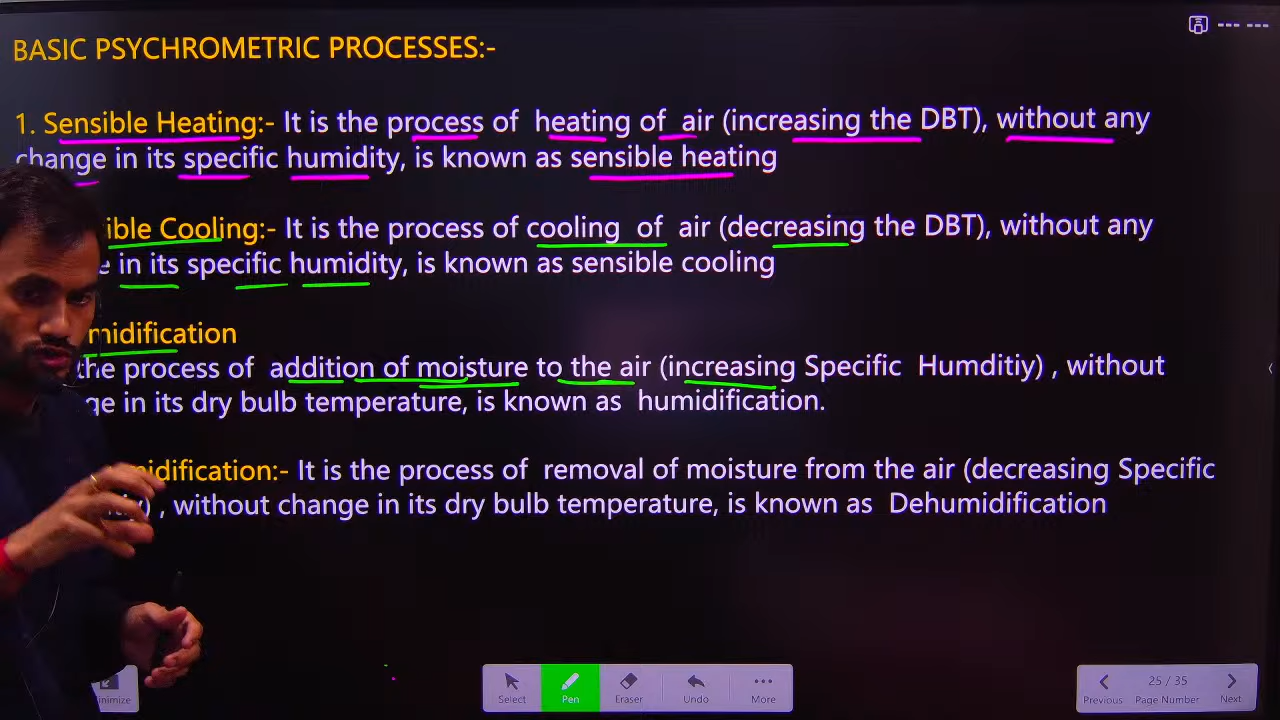 BASIC PSYCHROMETRIC PROCESSES:-
1. Sensible Heating:- It is the process of heating of air (increasing the DBT), without any
change in its specific humidity, is known as sensible heating
ible Cooling:- It is the process of cooling of air (decreasing the DBT), without any
e in its specific humidity, is known as sensible cooling
midification
the process of addition of moisture to the air (increasing Specific Humditiy) , without
ge in its dry bulb temperature, is known as humidification.
midification:- It is the process of removal of moisture from the air (decreasing Specific
) , without change in its dry bulb temperature, is known as Dehumidification
Select Pen Eraser Undo More
25 / 35
Previous Page Number Next